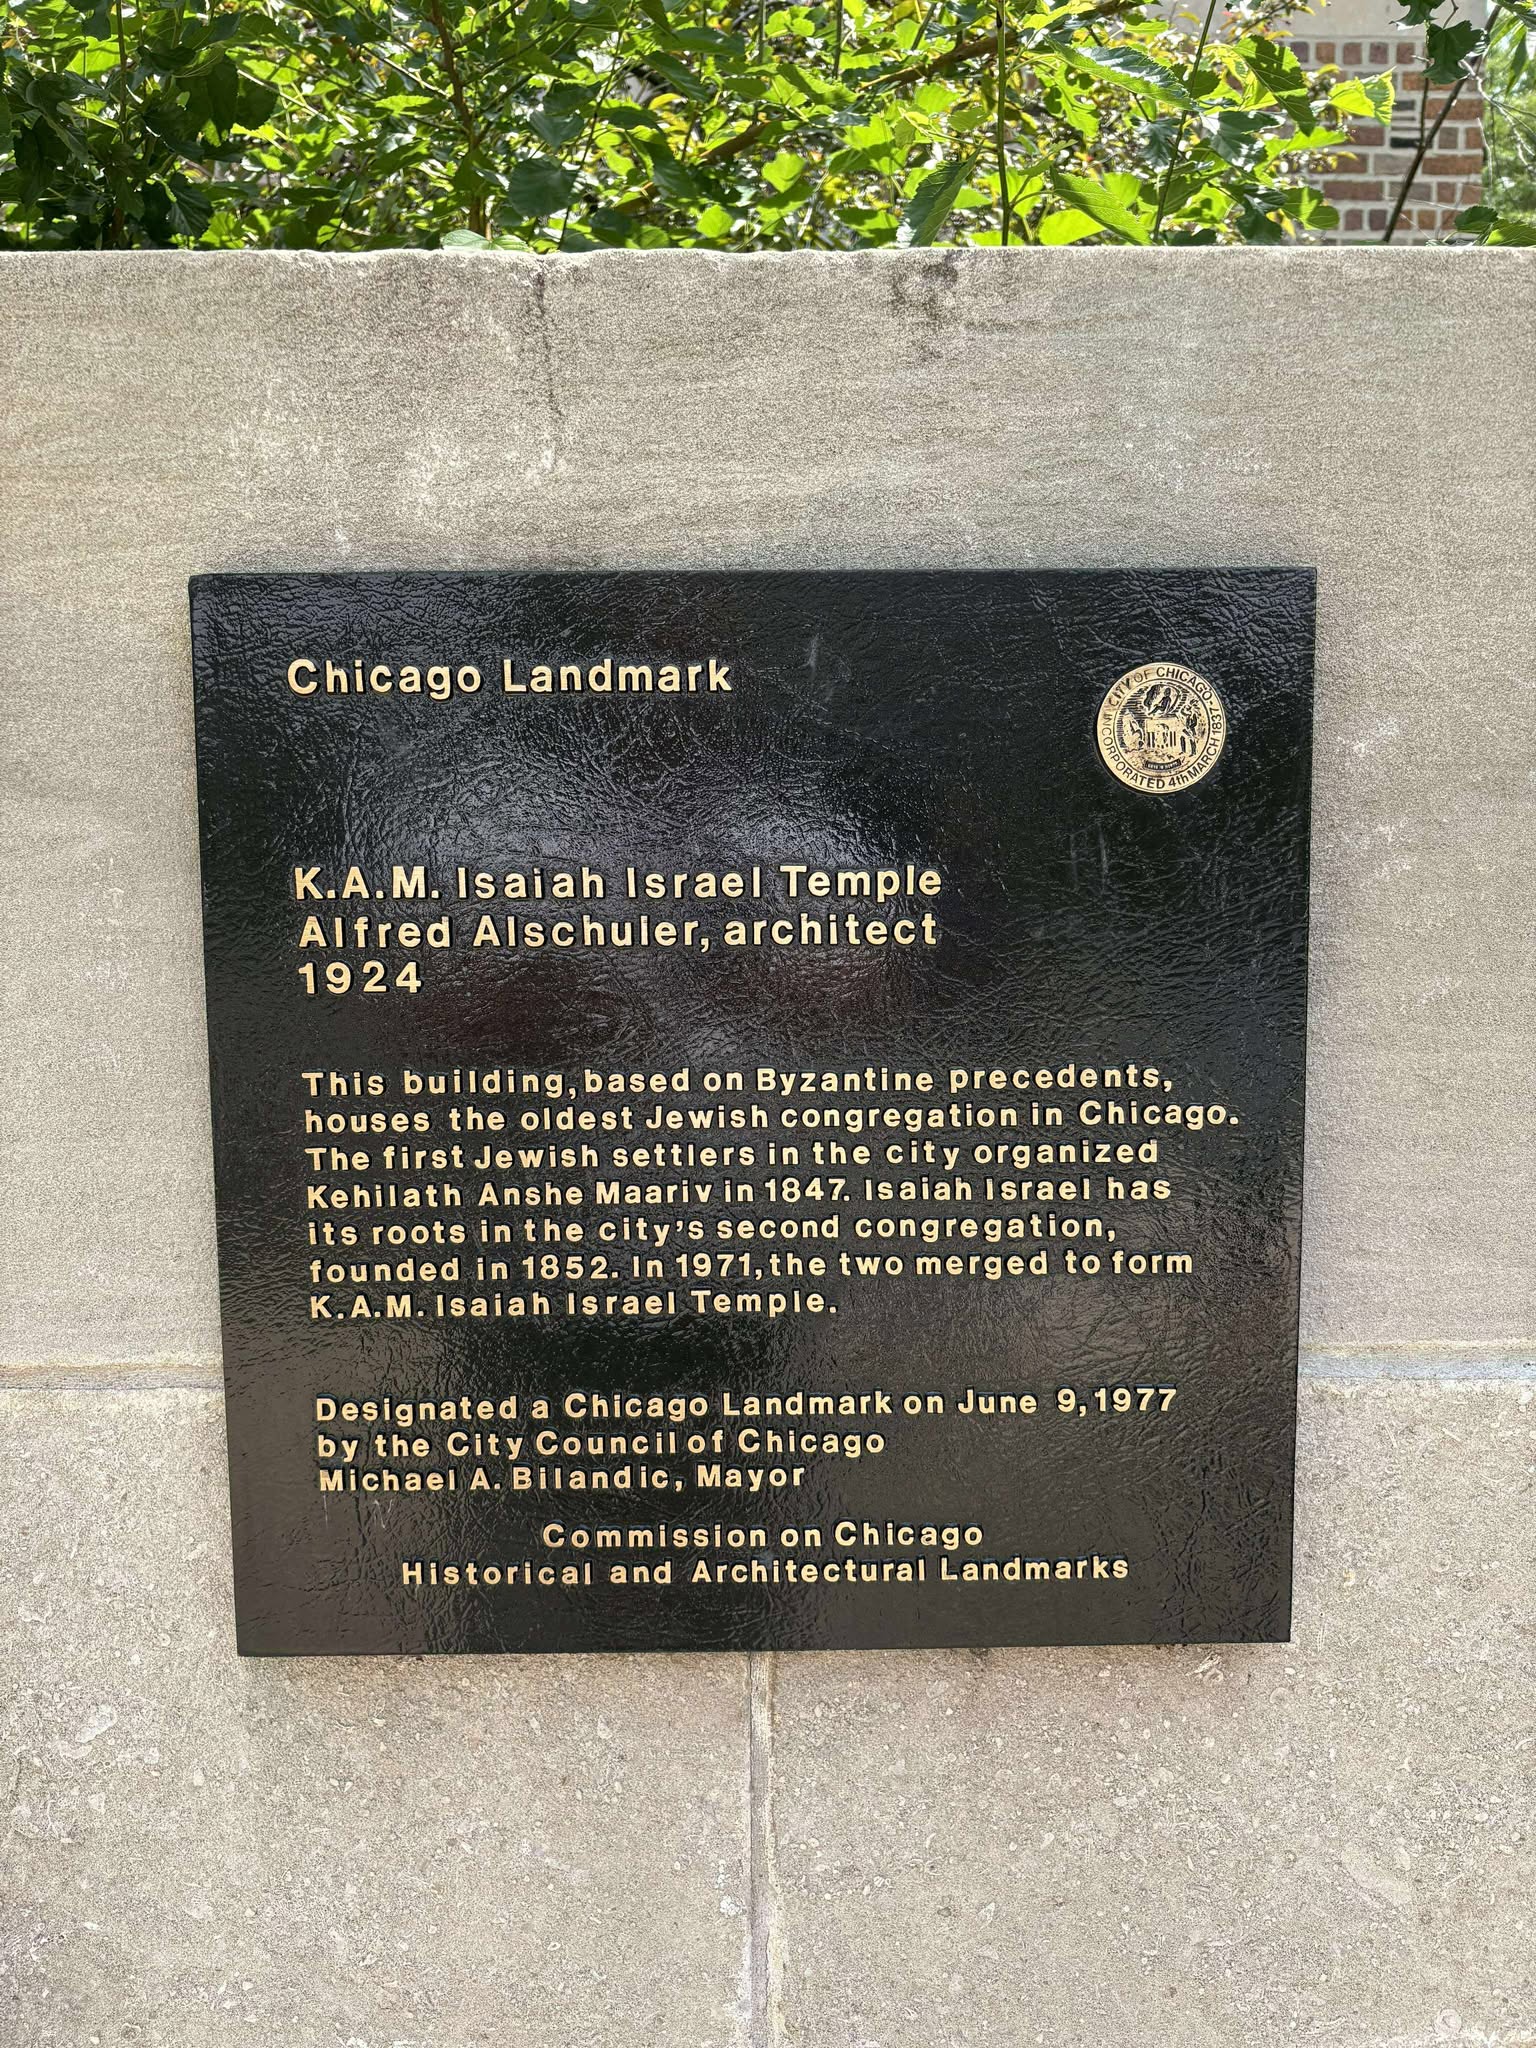 Chicago Landmark
CITY OF CHICAGO
INCORPORATED 4th MARCH 1837
K.A.M. Isaiah Israel Temple
Alfred Alschuler, architect
1924
This building, based on Byzantine precedents,
houses the oldest Jewish congregation in Chicago.
The first Jewish settlers in the city organized
Kehilath Anshe Maariv in 1847. Isaiah Israel has
its roots in the city's second congregation,
founded in 1852. In 1971, the two merged to form
K.A.M. Isaiah Israel Temple.
Designated a Chicago Landmark on June 9, 1977
by the City Council of Chicago
Michael A. Bilandic, Mayor
Commission on Chicago
Historical and Architectural Landmarks